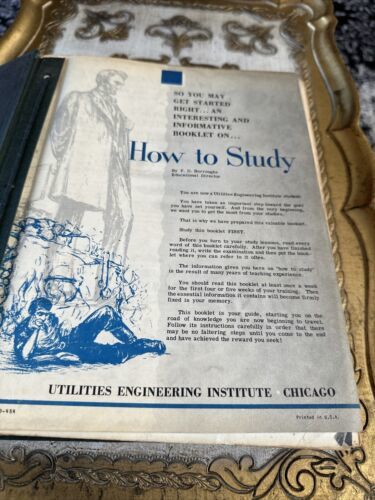 SO YOU MAY
GET STARTED
RIGHT... AN
INTERESTING AND
INFORMATIVE
BOOKLET ON...
How to Study
By F. D. Burroughs
Educational Director
You are now a Utilities Engineering Institute student.
You have taken an important step toward the goal
you have set yourself. And from the very beginning,
we want you to get the most from your studies.
That is why we have prepared this valuable booklet.
Study this booklet FIRST.
Before you turn to your study lessons, read every
word of this booklet carefully. After you have finished
reading it, write the examination and then put the book-
let where you can refer to it often.
The information given you here on "how to study"
is the result of many years of teaching experience.
You should read this booklet at least once a week
for the first four or five weeks of your training. Then
the essential information it contains will become firmly
fixed in your memory.
This booklet is your guide, starting you on the
road of knowledge you are now beginning to travel.
Follow its instructions carefully in order that there
may be no faltering steps until you come to the end
and have achieved the reward you seek!
UTILITIES ENGINEERING INSTITUTE · CHICAGO
Printed in U.S.A.